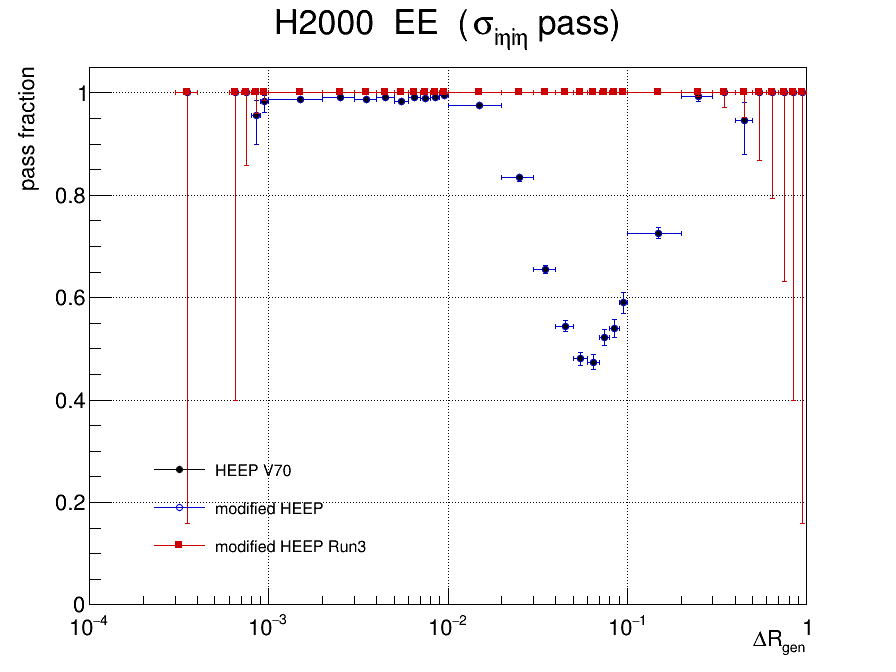 H2000 EE (σiηiη pass)
pass fraction
1
0.8
0.6
0.4
0.2
0
HEEP V70
modified HEEP
modified HEEP Run3
10⁻⁴ 10⁻³ 10⁻² 10⁻¹ 1
ΔRgen